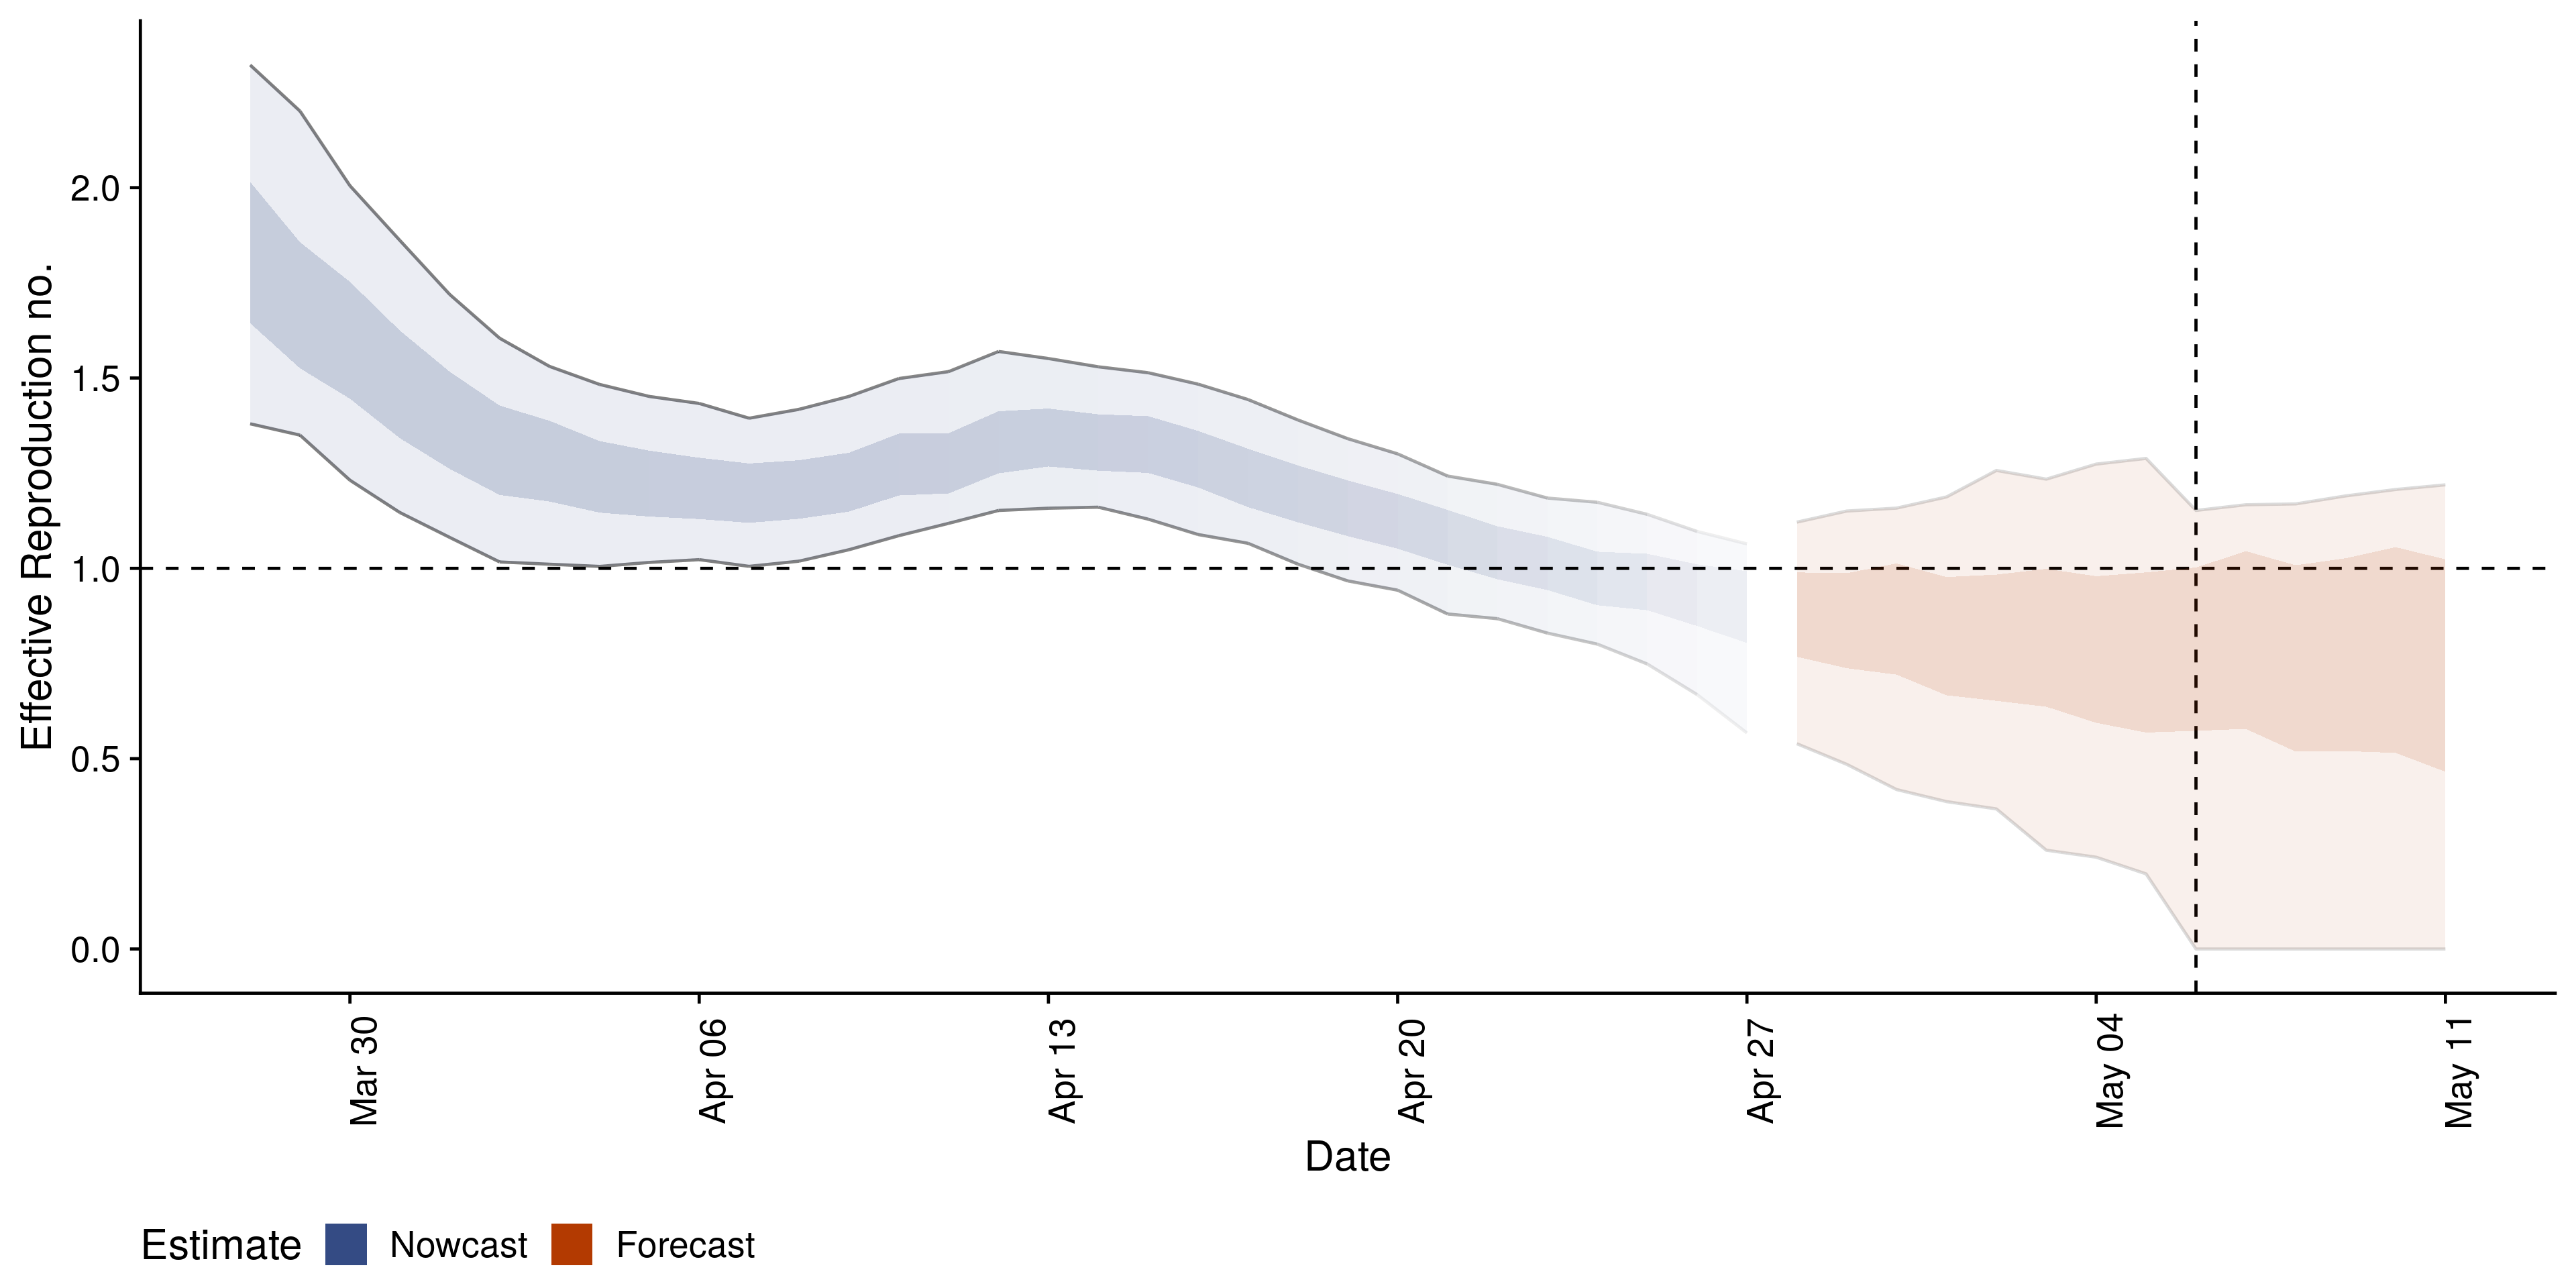 Effective Reproduction no.
2.0
1.5
1.0
0.5
0.0
Mar 30
Apr 06
Apr 13
Apr 20
Apr 27
May 04
May 11
Date
Estimate Nowcast Forecast